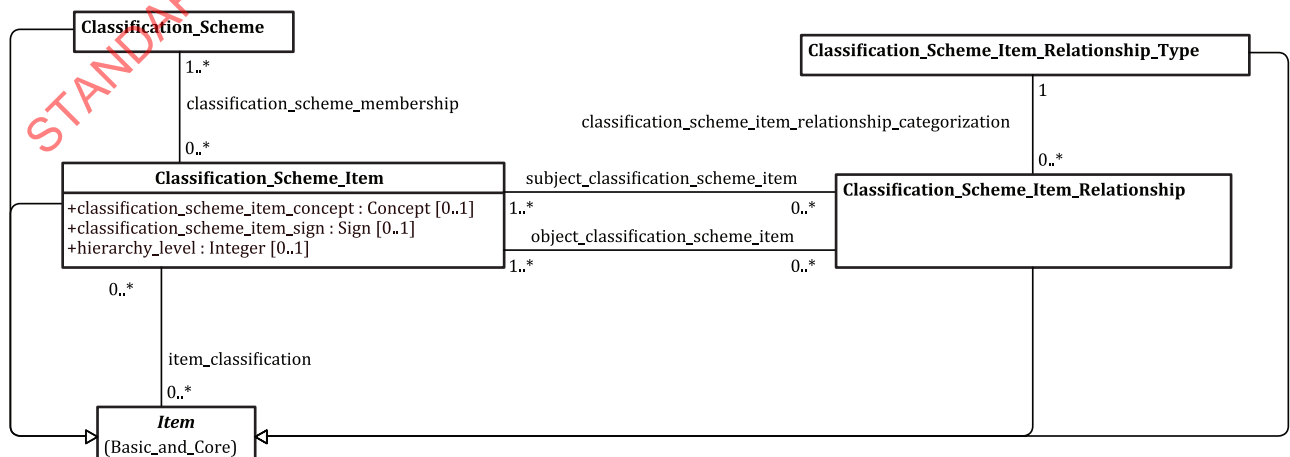 Classification_Scheme
STANDAR
Classification_Scheme_Item_Relationship_Type
1..*
1
classification_scheme_membership
classification_scheme_item_relationship_categorization
0..*
0..*
Classification_Scheme_Item
+classification_scheme_item_concept : Concept [0..1]
+classification_scheme_item_sign : Sign [0..1]
+hierarchy_level : Integer [0..1]
subject_classification_scheme_item
1..*
0..*
object_classification_scheme_item
1..*
0..*
Classification_Scheme_Item_Relationship
0..*
item_classification
0..*
Item
(Basic_and_Core)